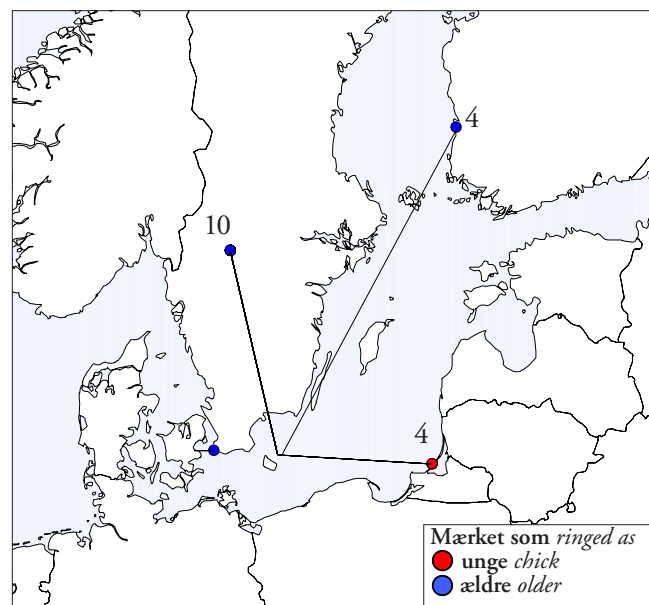 4
10
4
Mærket som ringed as
unge chick
ældre older